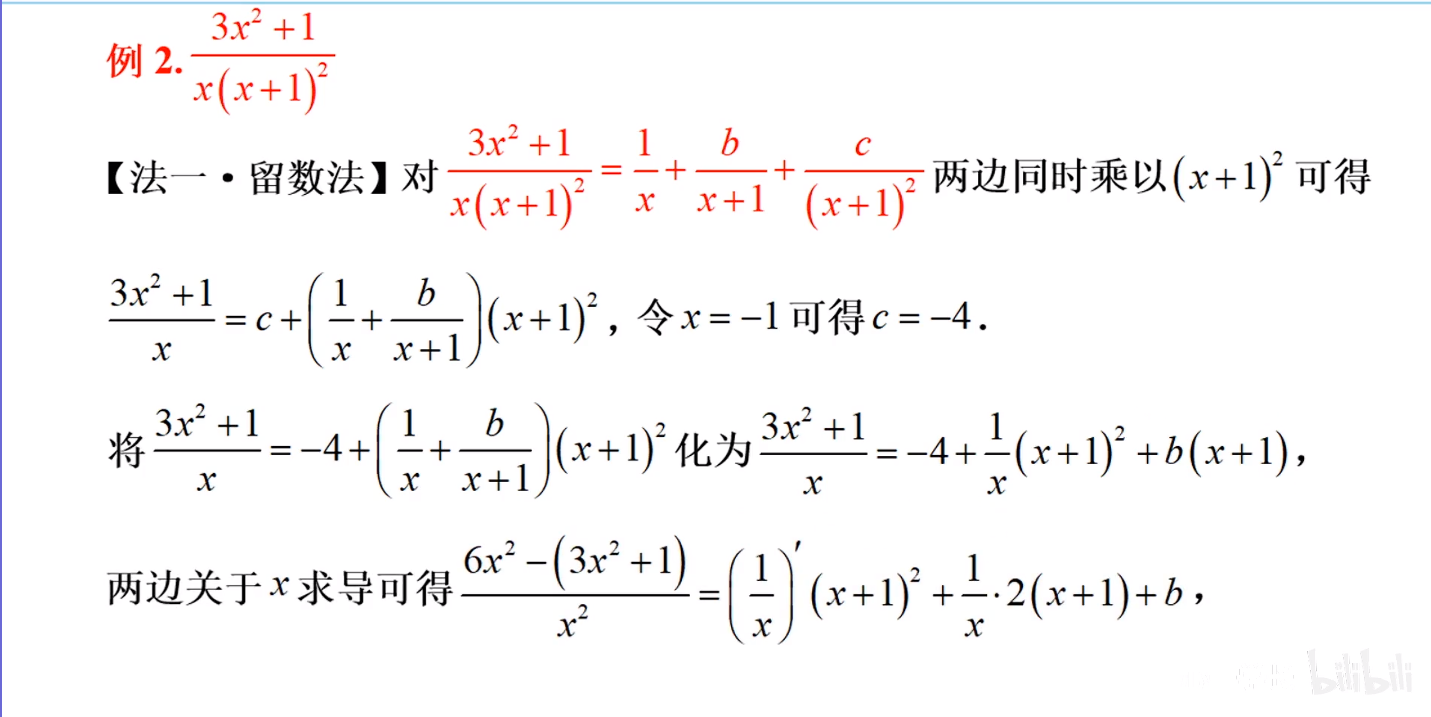 例 2. \frac{3x^2+1}{x(x+1)^2}
【法一·留数法】对 \frac{3x^2+1}{x(x+1)^2} = \frac{1}{x} + \frac{b}{x+1} + \frac{c}{(x+1)^2} 两边同时乘以 (x+1)^2 可得
\frac{3x^2+1}{x} = c + \left(\frac{1}{x} + \frac{b}{x+1}\right)(x+1)^2，令 x = -1 可得 c = -4．
将 \frac{3x^2+1}{x} = -4 + \left(\frac{1}{x} + \frac{b}{x+1}\right)(x+1)^2 化为 \frac{3x^2+1}{x} = -4 + \frac{1}{x}(x+1)^2 + b(x+1)，
两边关于 x 求导可得 \frac{6x^2-(3x^2+1)}{x^2} = \left(\frac{1}{x}\right)'(x+1)^2 + \frac{1}{x}·2(x+1) + b，
bilibili